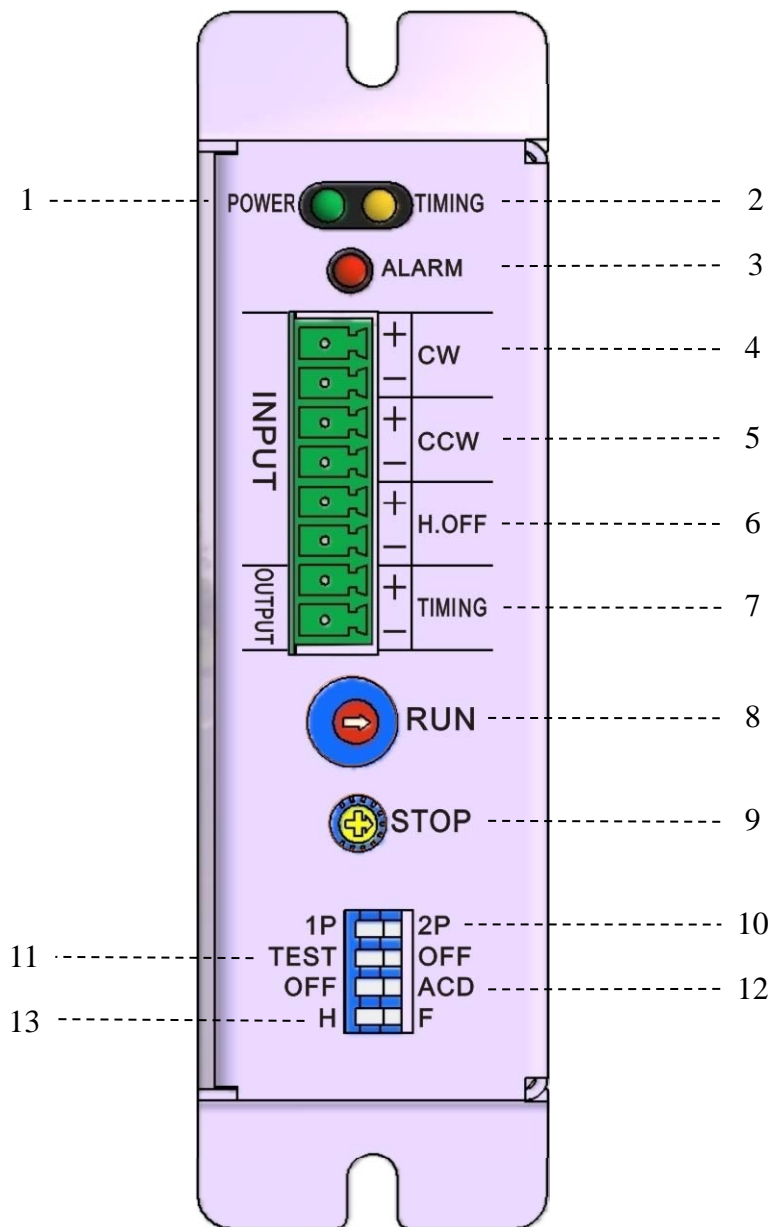 1 POWER TIMING 2
ALARM 3
+ CW 4
−
+ CCW 5
−
INPUT
+ H.OFF 6
−
+ TIMING 7
−
OUTPUT
RUN 8
STOP 9
1P 2P 10
11 TEST OFF
OFF ACD 12
13 H F